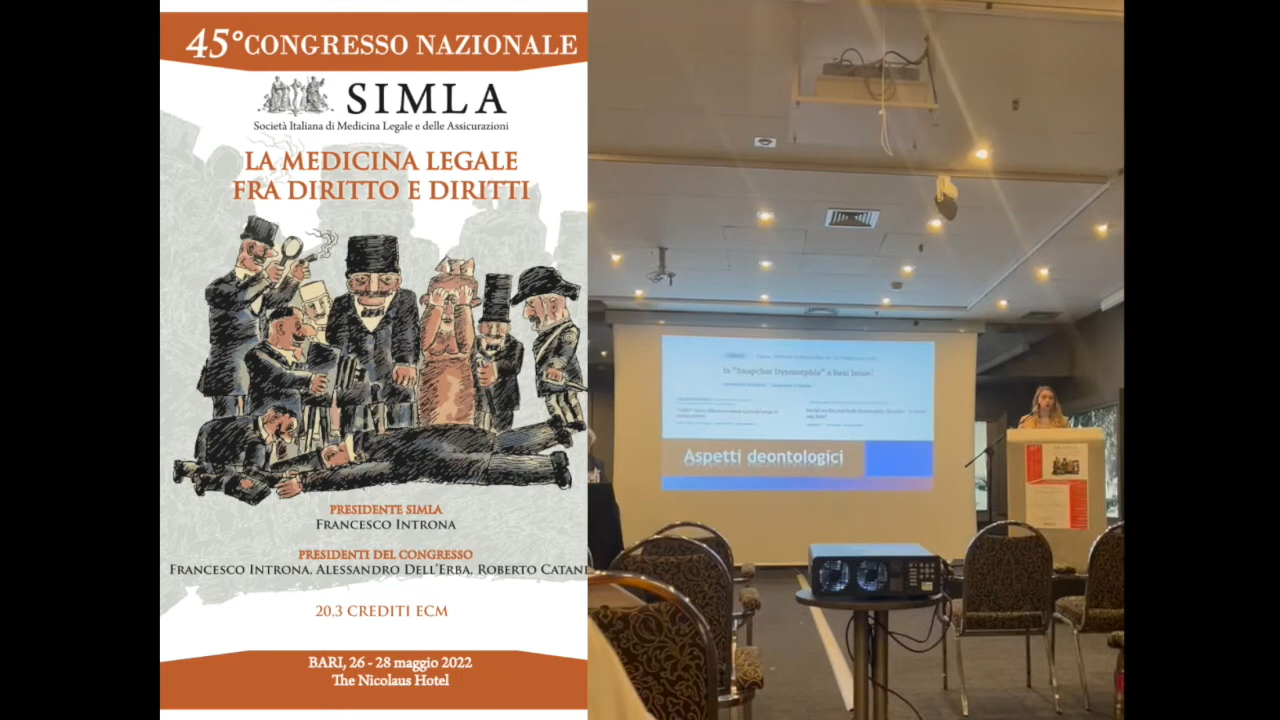 45° CONGRESSO NAZIONALE
SIMLA
Società Italiana di Medicina Legale e delle Assicurazioni
LA MEDICINA LEGALE
FRA DIRITTO E DIRITTI
PRESIDENTE SIMLA
FRANCESCO INTRONA
PRESIDENTI DEL CONGRESSO
FRANCESCO INTRONA, ALESSANDRO DELL'ERBA, ROBERTO CATANE
20,3 CREDITI ECM
BARI, 26 - 28 maggio 2022
The Nicolaus Hotel
Is "Snapchat Dysmorphia" a Real Issue?
Aspetti deontologici